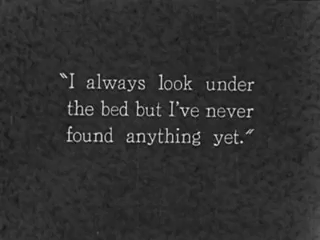 "I always look under
the bed but I've never
found anything yet."